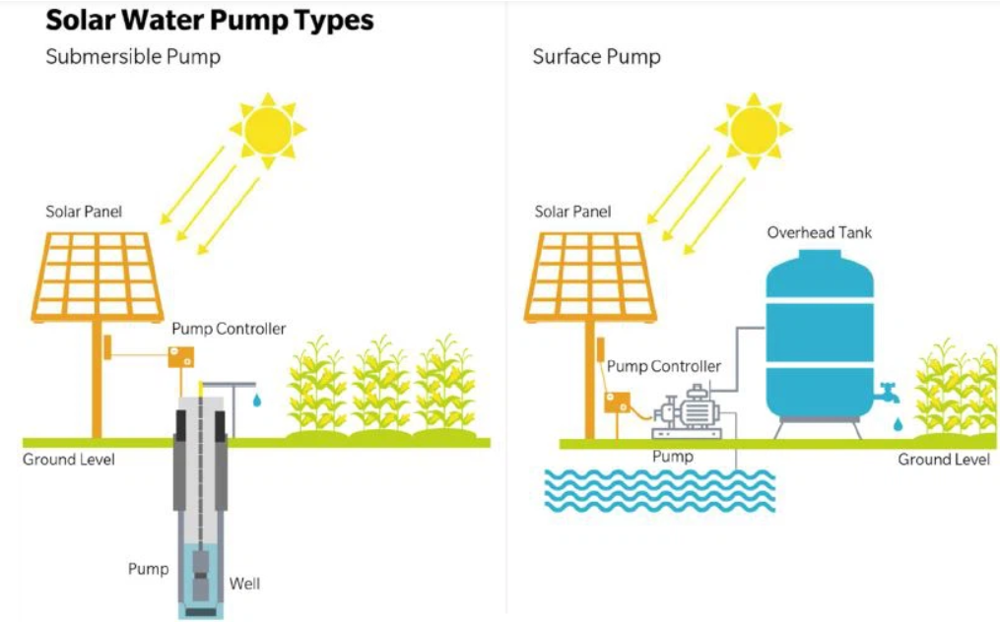 Solar Water Pump Types
Submersible Pump
Solar Panel
Pump Controller
Ground Level
Pump
Well
Surface Pump
Solar Panel
Overhead Tank
Pump Controller
Pump
Ground Level